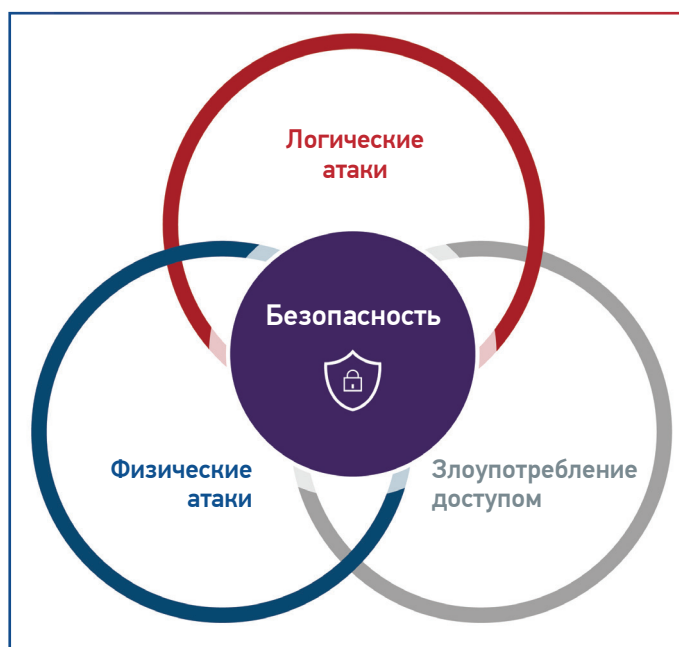 Логические
атаки
Безопасность
Физические
атаки
Злоупотребление
доступом